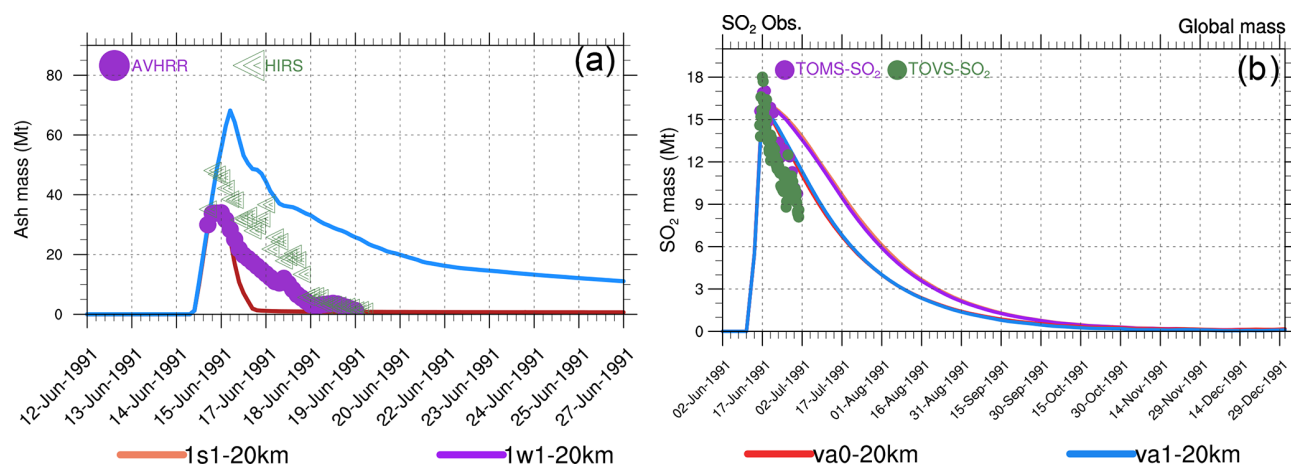 SO₂ Obs.
Global mass
(a)
AVHRR
HIRS
80
60
40
20
0
Ash mass (Mt)
12-Jun-1991
13-Jun-1991
14-Jun-1991
15-Jun-1991
17-Jun-1991
18-Jun-1991
19-Jun-1991
20-Jun-1991
22-Jun-1991
23-Jun-1991
24-Jun-1991
25-Jun-1991
27-Jun-1991
(b)
TOMS-SO₂
TOVS-SO₂
18
15
12
9
6
3
0
SO₂ mass (Mt)
02-Jun-1991
17-Jun-1991
02-Jul-1991
17-Jul-1991
01-Aug-1991
16-Aug-1991
31-Aug-1991
15-Sep-1991
30-Sep-1991
15-Oct-1991
30-Oct-1991
14-Nov-1991
29-Nov-1991
14-Dec-1991
29-Dec-1991
1s1-20km
1w1-20km
va0-20km
va1-20km